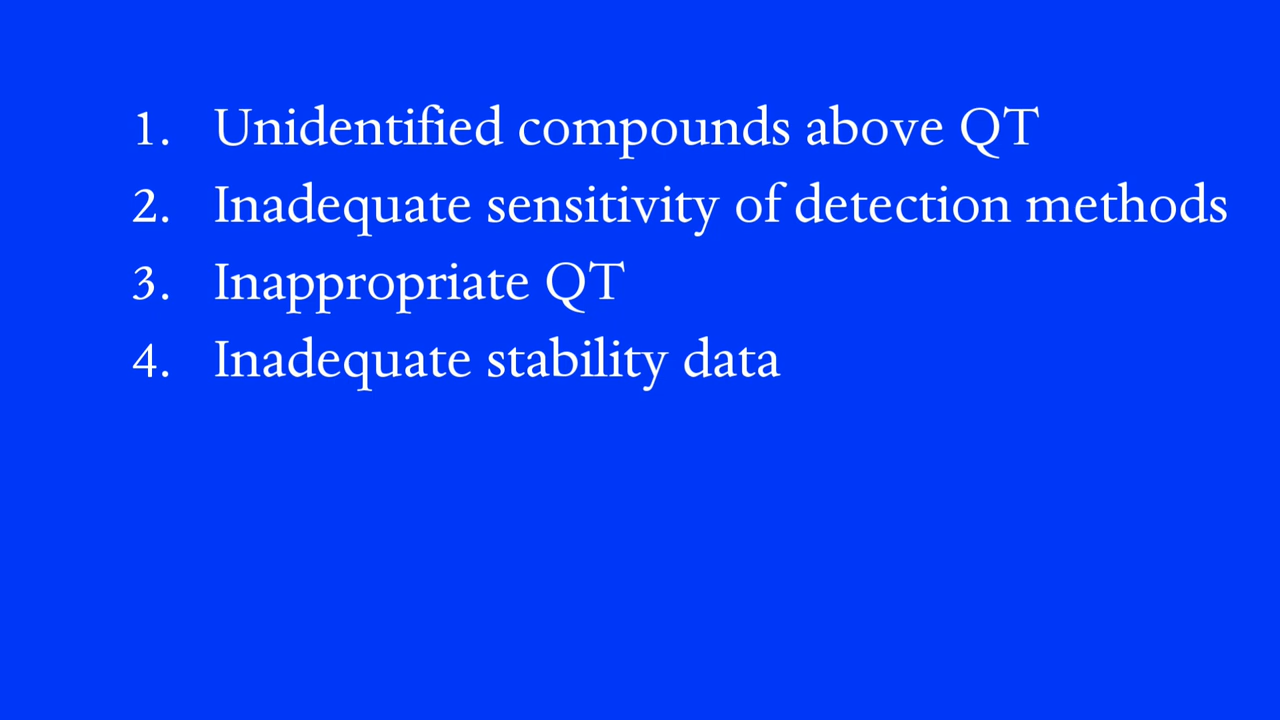 1. Unidentified compounds above QT
2. Inadequate sensitivity of detection methods
3. Inappropriate QT
4. Inadequate stability data